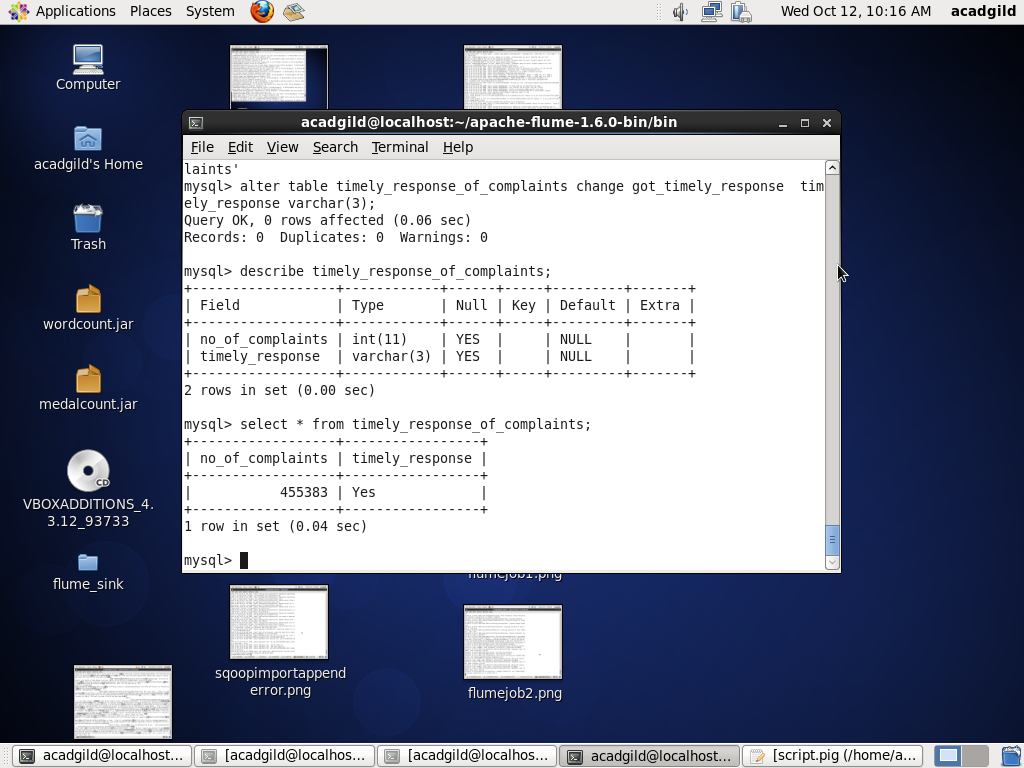 Applications Places System Wed Oct 12, 10:16 AM acadgild
Computer
acadgild's Home
Trash
wordcount.jar
medalcount.jar
CD
VBOXADDITIONS_4.
3.12_93733
flume_sink
acadgild@localhost:~/apache-flume-1.6.0-bin/bin
File Edit View Search Terminal Help
laints'
mysql> alter table timely_response_of_complaints change got_timely_response  tim
ely_response varchar(3);
Query OK, 0 rows affected (0.06 sec)
Records: 0  Duplicates: 0  Warnings: 0
mysql> describe timely_response_of_complaints;
+------------------+------------+------+-----+---------+-------+
| Field            | Type       | Null | Key | Default | Extra |
+------------------+------------+------+-----+---------+-------+
| no_of_complaints | int(11)    | YES  |     | NULL    |       |
| timely_response  | varchar(3) | YES  |     | NULL    |       |
+------------------+------------+------+-----+---------+-------+
2 rows in set (0.00 sec)
mysql> select * from timely_response_of_complaints;
+------------------+-----------------+
| no_of_complaints | timely_response |
+------------------+-----------------+
|           455383 | Yes             |
+------------------+-----------------+
1 row in set (0.04 sec)
mysql>
flumejob1.png
sqoopimportappend
error.png
flumejob2.png
acadgild@localhost... [acadgild@localhos... [acadgild@localhos... acadgild@localhost... [script.pig (/home/a...